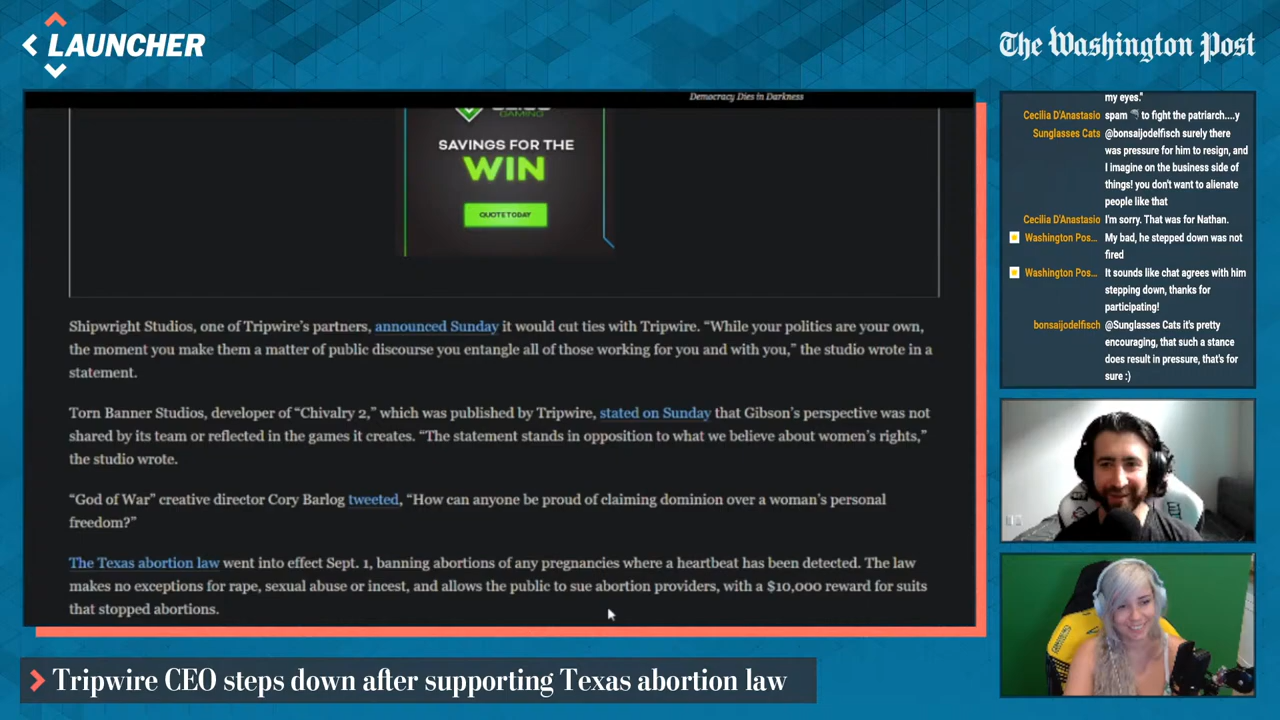 LAUNCHER
The Washington Post
Democracy Dies in Darkness
GAMING
SAVINGS FOR THE
WIN
QUOTE TODAY
Shipwright Studios, one of Tripwire's partners, announced Sunday it would cut ties with Tripwire. “While your politics are your own,
the moment you make them a matter of public discourse you entangle all of those working for you and with you,” the studio wrote in a
statement.
Torn Banner Studios, developer of “Chivalry 2,” which was published by Tripwire, stated on Sunday that Gibson's perspective was not
shared by its team or reflected in the games it creates. “The statement stands in opposition to what we believe about women's rights,”
the studio wrote.
“God of War” creative director Cory Barlog tweeted, “How can anyone be proud of claiming dominion over a woman's personal
freedom?”
The Texas abortion law went into effect Sept. 1, banning abortions of any pregnancies where a heartbeat has been detected. The law
makes no exceptions for rape, sexual abuse or incest, and allows the public to sue abortion providers, with a $10,000 reward for suits
that stopped abortions.
my eyes."
Cecilia D'Anastasio spam to fight the patriarch....y
Sunglasses Cats @bonsaijodelfisch surely there
was pressure for him to resign, and
I imagine on the business side of
things! you don't want to alienate
people like that
Cecilia D'Anastasio I'm sorry. That was for Nathan.
Washington Pos... My bad, he stepped down was not
fired
Washington Pos... It sounds like chat agrees with him
stepping down, thanks for
participating!
bonsaijodelfisch @Sunglasses Cats it's pretty
encouraging, that such a stance
does result in pressure, that's for
sure :)
Tripwire CEO steps down after supporting Texas abortion law